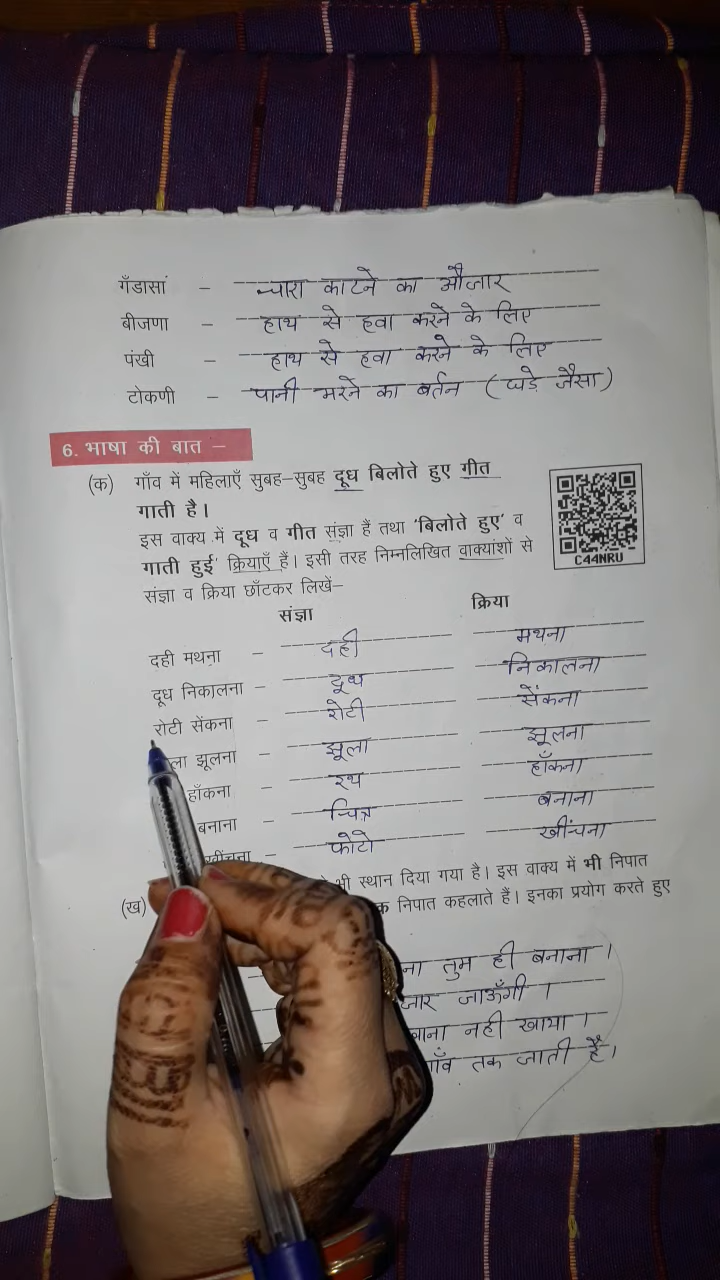 गँडासां – चारा काटने का औजार
बीजणा – हाथ से हवा करने के लिए
पंखी – हाथ से हवा करने के लिए
टोकणी – पानी भरने का बर्तन (घड़े जैसा)
6. भाषा की बात –
(क) गाँव में महिलाएँ सुबह–सुबह दूध बिलोते हुए गीत
गाती है।
इस वाक्य में दूध व गीत संज्ञा हैं तथा 'बिलोते हुए' व
गाती हुई' क्रियाएँ हैं। इसी तरह निम्नलिखित वाक्यांशों से
संज्ञा व क्रिया छाँटकर लिखें–
C44NRU
संज्ञा क्रिया
दही मथना – दही मथना
दूध निकालना – दूध निकालना
रोटी सेंकना – रोटी सेंकना
ला झूलना – झूला झूलना
हाँकना – रथ हाँकना
बनाना – चित्र बनाना
खींचना – फोटो खींचना
(ख) भी स्थान दिया गया है। इस वाक्य में भी निपात
निपात कहलाते हैं। इनका प्रयोग करते हुए
ना तुम ही बनाना।
जार जाऊँगी।
खाना नही खाया।
गाँव तक जाती है।